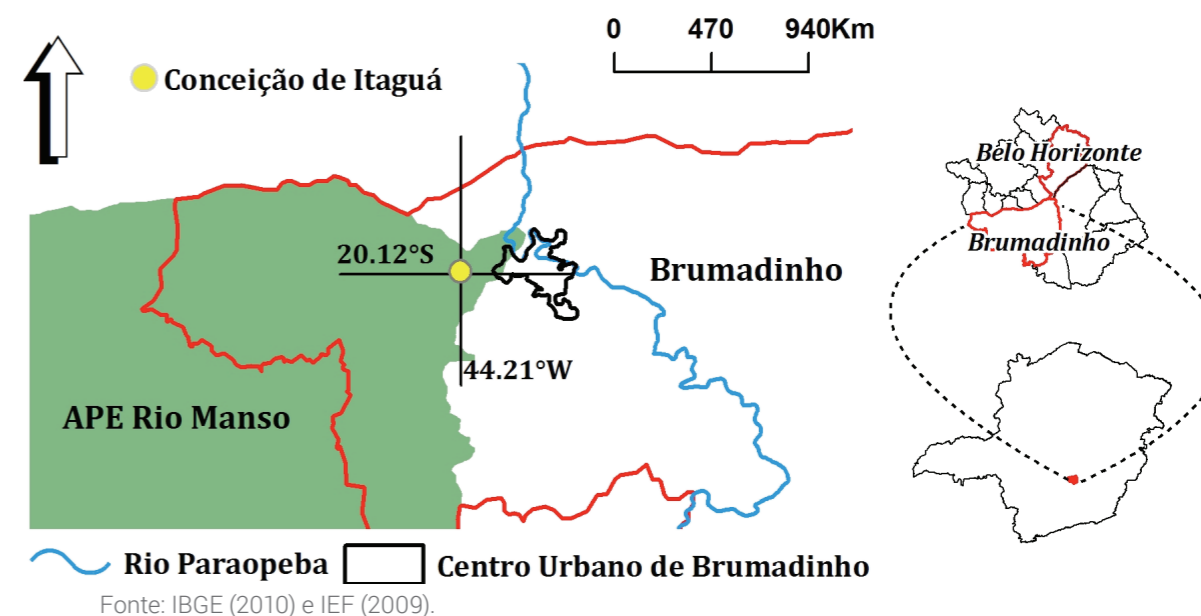 0 470 940Km
Conceição de Itaguá
Belo Horizonte
Brumadinho
20.12°S
Brumadinho
44.21°W
APE Rio Manso
Rio Paraopeba
Centro Urbano de Brumadinho
Fonte: IBGE (2010) e IEF (2009).